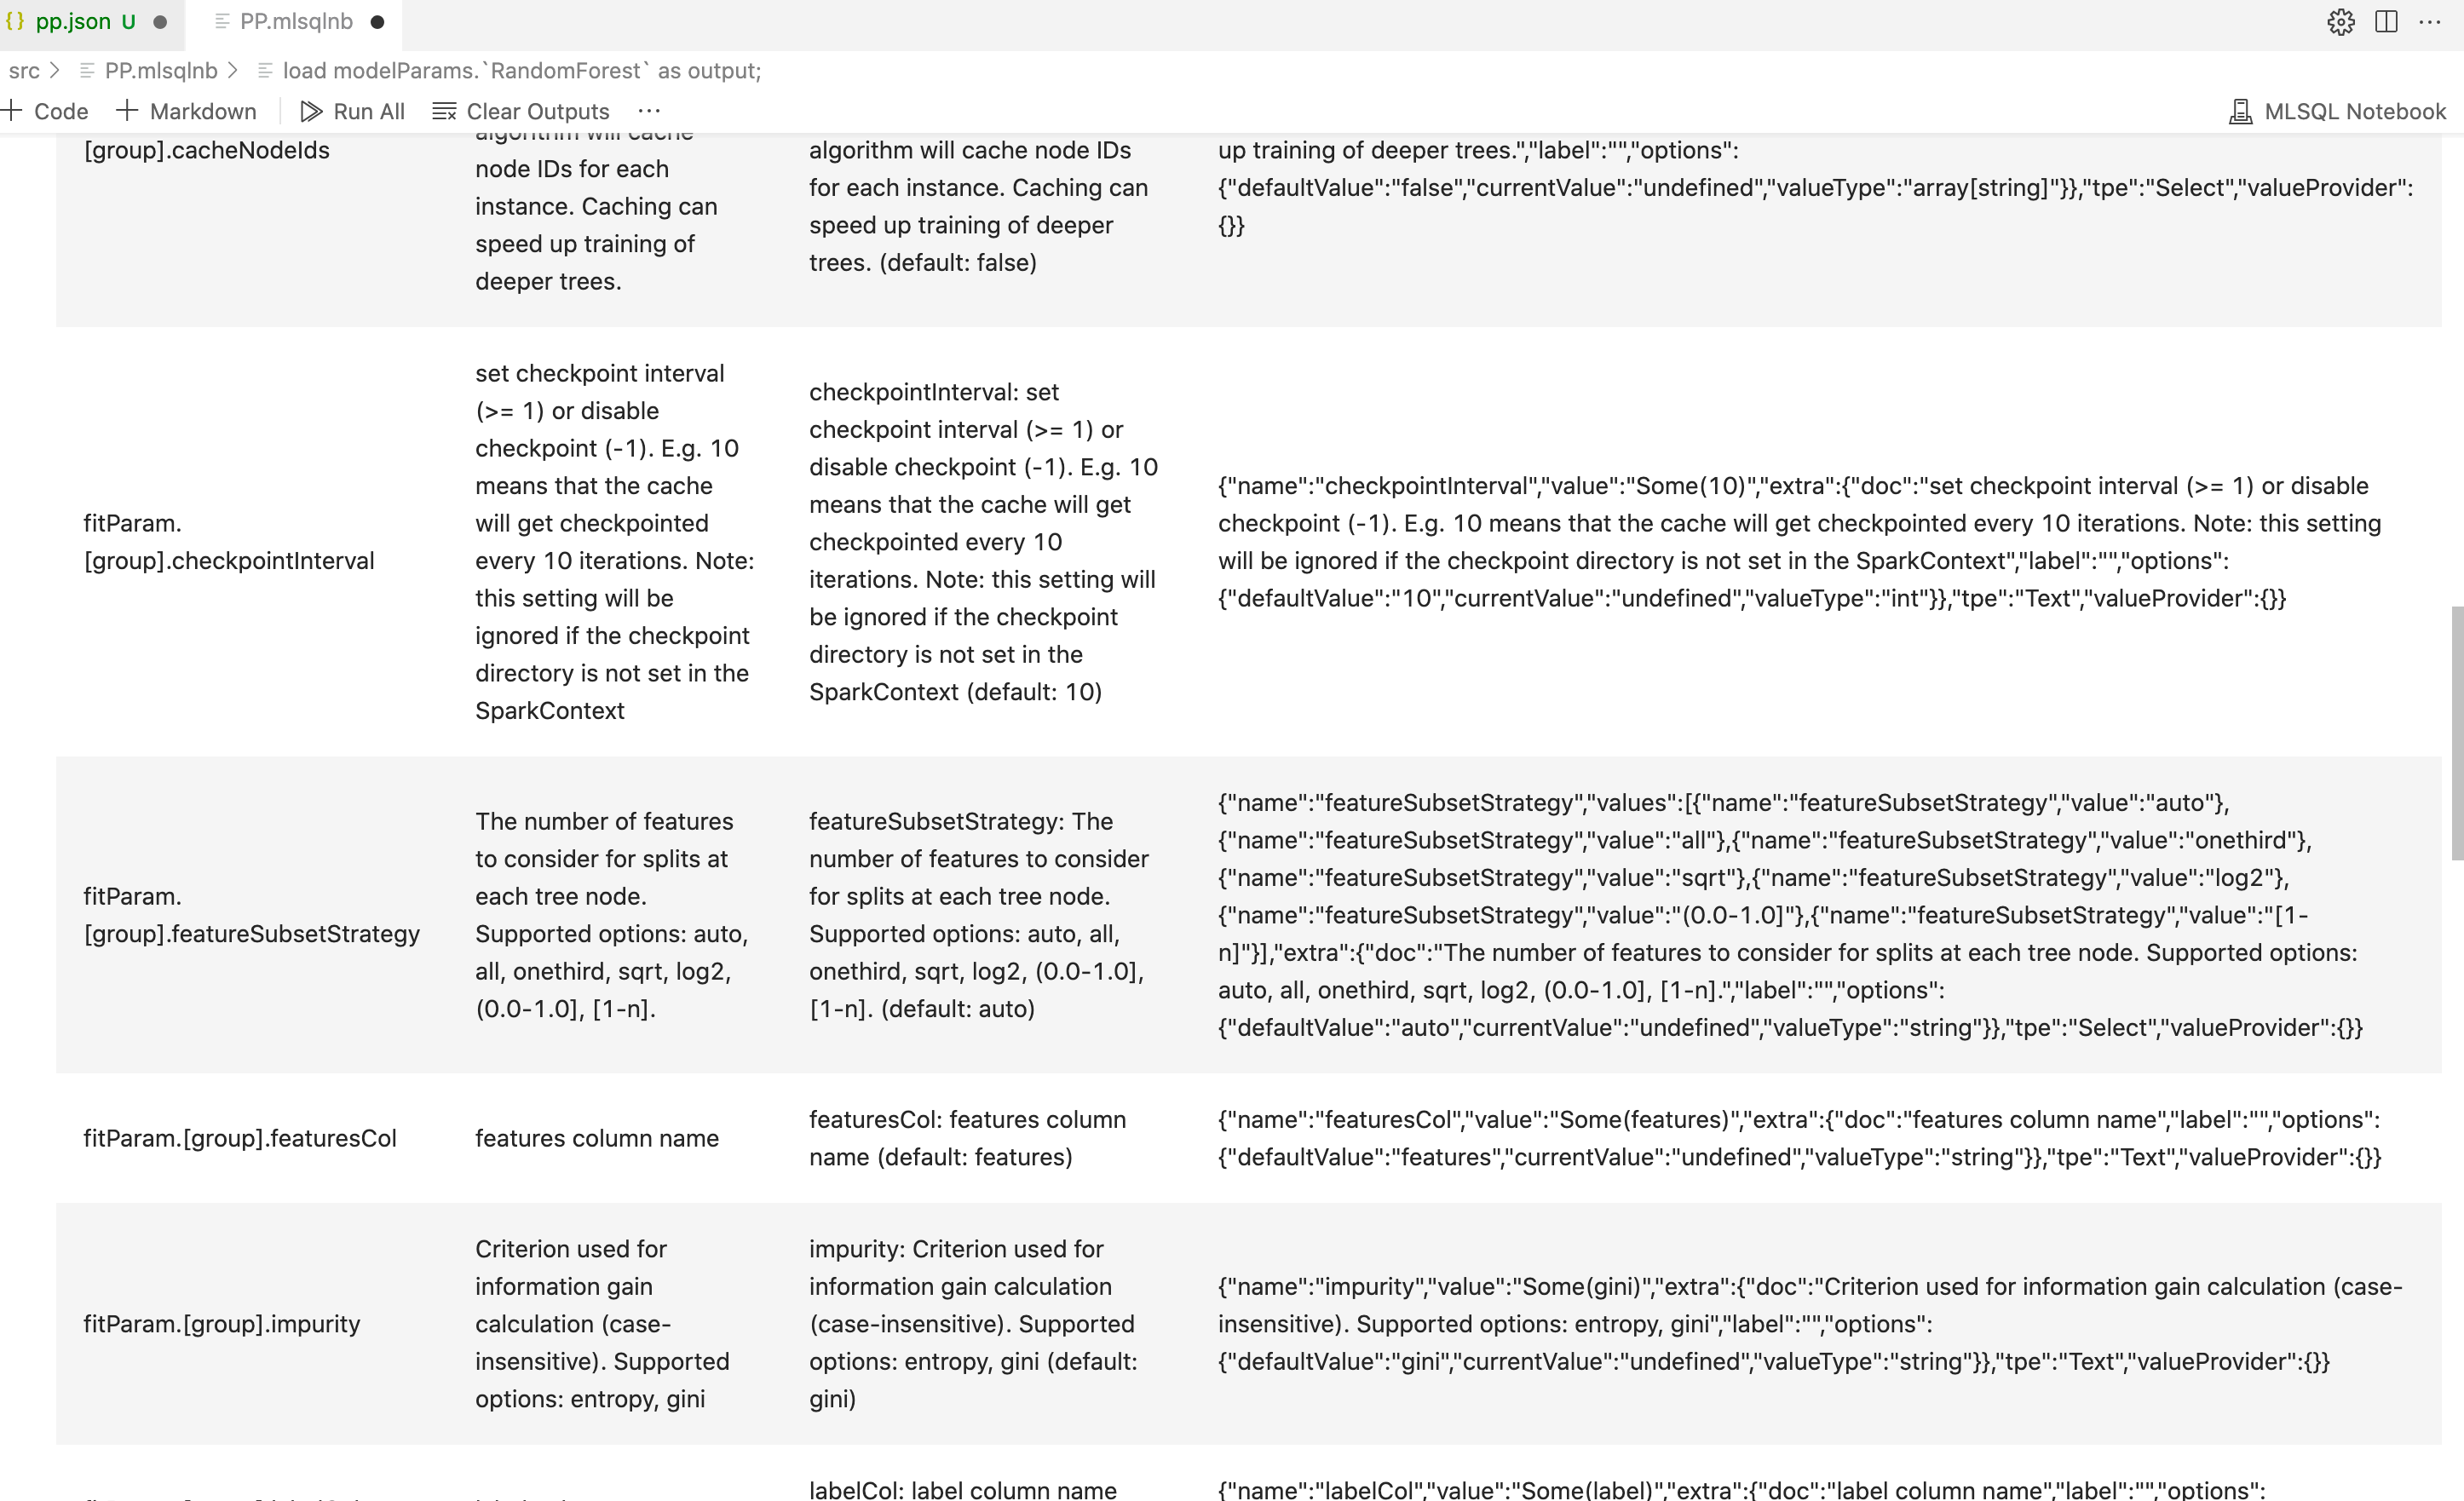 {} pp.json U
PP.mlsqlnb
src > PP.mlsqlnb > load modelParams.`RandomForest` as output;
+ Code + Markdown Run All Clear Outputs ...
MLSQL Notebook
[group].cacheNodeIds
algorithm will cache
node IDs for each
instance. Caching can
speed up training of
deeper trees.
algorithm will cache node IDs
for each instance. Caching can
speed up training of deeper
trees. (default: false)
up training of deeper trees.","label":"","options":
{"defaultValue":"false","currentValue":"undefined","valueType":"array[string]"}},"tpe":"Select","valueProvider":
{}}
fitParam.
[group].checkpointInterval
set checkpoint interval
(>= 1) or disable
checkpoint (-1). E.g. 10
means that the cache
will get checkpointed
every 10 iterations. Note:
this setting will be
ignored if the checkpoint
directory is not set in the
SparkContext
checkpointInterval: set
checkpoint interval (>= 1) or
disable checkpoint (-1). E.g. 10
means that the cache will get
checkpointed every 10
iterations. Note: this setting will
be ignored if the checkpoint
directory is not set in the
SparkContext (default: 10)
{"name":"checkpointInterval","value":"Some(10)","extra":{"doc":"set checkpoint interval (>= 1) or disable
checkpoint (-1). E.g. 10 means that the cache will get checkpointed every 10 iterations. Note: this setting
will be ignored if the checkpoint directory is not set in the SparkContext","label":"","options":
{"defaultValue":"10","currentValue":"undefined","valueType":"int"}},"tpe":"Text","valueProvider":{}}
fitParam.
[group].featureSubsetStrategy
The number of features
to consider for splits at
each tree node.
Supported options: auto,
all, onethird, sqrt, log2,
(0.0-1.0], [1-n].
featureSubsetStrategy: The
number of features to consider
for splits at each tree node.
Supported options: auto, all,
onethird, sqrt, log2, (0.0-1.0],
[1-n]. (default: auto)
{"name":"featureSubsetStrategy","values":[{"name":"featureSubsetStrategy","value":"auto"},
{"name":"featureSubsetStrategy","value":"all"},{"name":"featureSubsetStrategy","value":"onethird"},
{"name":"featureSubsetStrategy","value":"sqrt"},{"name":"featureSubsetStrategy","value":"log2"},
{"name":"featureSubsetStrategy","value":"(0.0-1.0]"},{"name":"featureSubsetStrategy","value":"[1-
n]"}],"extra":{"doc":"The number of features to consider for splits at each tree node. Supported options:
auto, all, onethird, sqrt, log2, (0.0-1.0], [1-n].","label":"","options":
{"defaultValue":"auto","currentValue":"undefined","valueType":"string"}},"tpe":"Select","valueProvider":{}}
fitParam.[group].featuresCol
features column name
featuresCol: features column
name (default: features)
{"name":"featuresCol","value":"Some(features)","extra":{"doc":"features column name","label":"","options":
{"defaultValue":"features","currentValue":"undefined","valueType":"string"}},"tpe":"Text","valueProvider":{}}
fitParam.[group].impurity
Criterion used for
information gain
calculation (case-
insensitive). Supported
options: entropy, gini
impurity: Criterion used for
information gain calculation
(case-insensitive). Supported
options: entropy, gini (default:
gini)
{"name":"impurity","value":"Some(gini)","extra":{"doc":"Criterion used for information gain calculation (case-
insensitive). Supported options: entropy, gini","label":"","options":
{"defaultValue":"gini","currentValue":"undefined","valueType":"string"}},"tpe":"Text","valueProvider":{}}
labelCol: label column name
{"name":"labelCol","value":"Some(label)","extra":{"doc":"label column name","label":"","options":